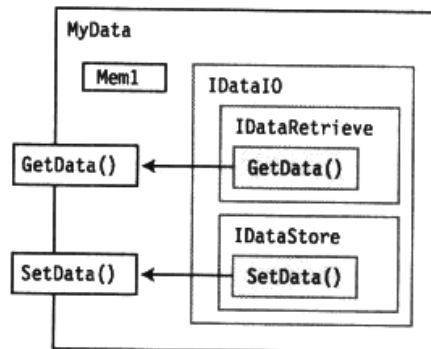 MyData
Mem1
IDataIO
IDataRetrieve
GetData()
GetData()
IDataStore
SetData()
SetData()